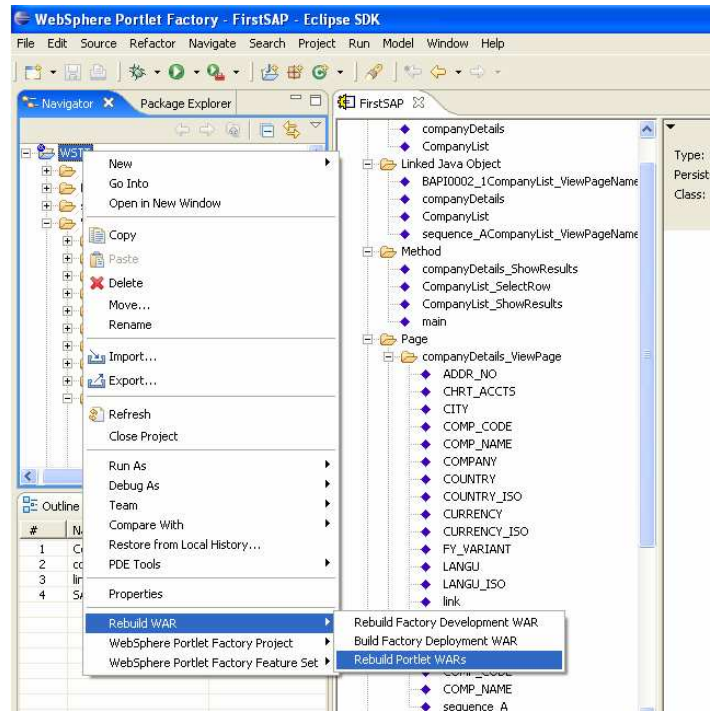 WebSphere Portlet Factory - FirstSAP - Eclipse SDK
File Edit Source Refactor Navigate Search Project Run Model Window Help
Navigator Package Explorer
FirstSAP
WSTT
New
Go Into
Open in New Window
Copy
Paste
Delete
Move...
Rename
Import...
Export...
Refresh
Close Project
Run As
Debug As
Team
Compare With
Restore from Local History...
PDE Tools
Properties
Rebuild WAR
WebSphere Portlet Factory Project
WebSphere Portlet Factory Feature Set
Rebuild Factory Development WAR
Build Factory Deployment WAR
Rebuild Portlet WARs
Outline
#
1
2
3
4
companyDetails
CompanyList
Linked Java Object
BAPI0002_1CompanyList_ViewPageName
companyDetails
CompanyList
sequence_ACompanyList_ViewPageName
Method
companyDetails_ShowResults
CompanyList_SelectRow
CompanyList_ShowResults
main
Page
companyDetails_ViewPage
ADDR_NO
CHRT_ACCTS
CITY
COMP_CODE
COMP_NAME
COMPANY
COUNTRY
COUNTRY_ISO
CURRENCY
CURRENCY_ISO
FY_VARIANT
LANGU
LANGU_ISO
link
COMP_CODE
COMP_NAME
sequence_A
Type:
Persist
Class: